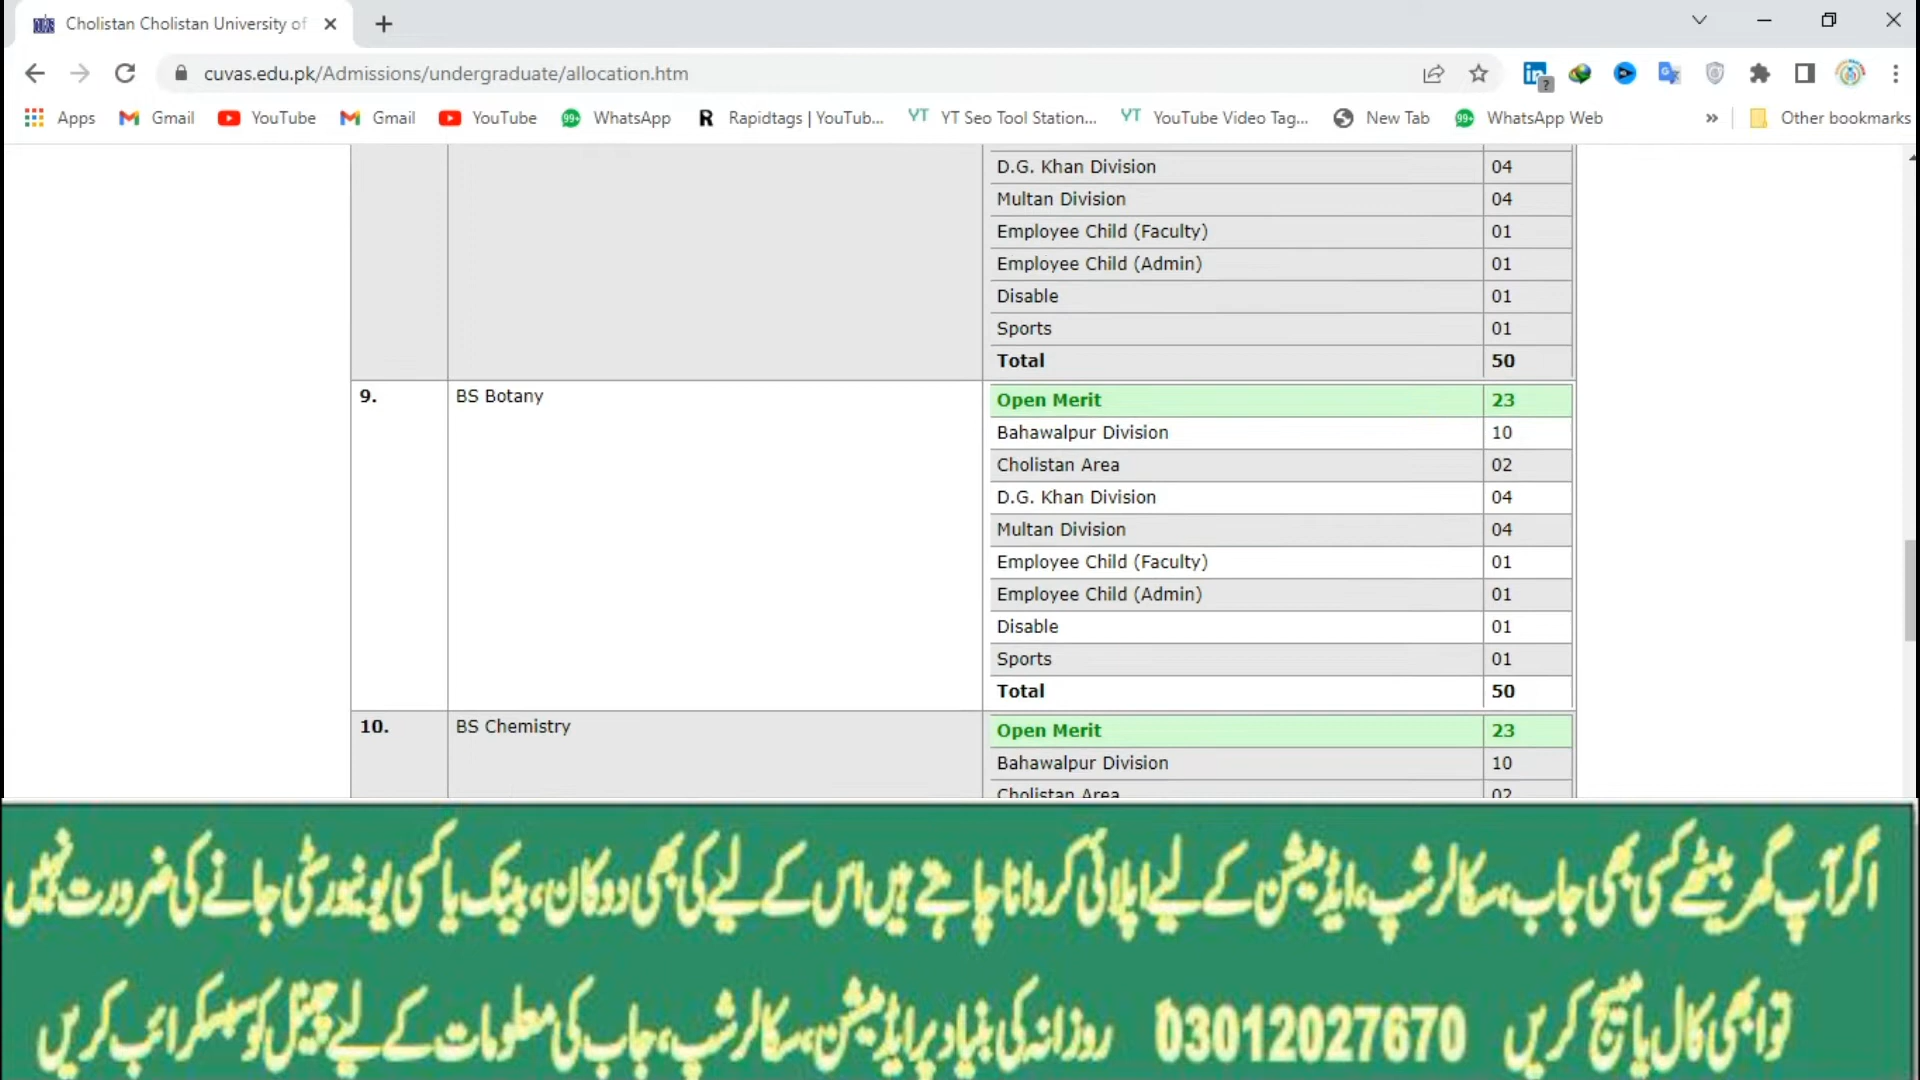 Cholistan Cholistan University of
cuvas.edu.pk/Admissions/undergraduate/allocation.htm
Apps Gmail YouTube Gmail YouTube WhatsApp Rapidtags | YouTub... YT Seo Tool Station... YouTube Video Tag... New Tab WhatsApp Web » Other bookmarks
D.G. Khan Division 04
Multan Division 04
Employee Child (Faculty) 01
Employee Child (Admin) 01
Disable 01
Sports 01
Total 50
9. BS Botany Open Merit 23
Bahawalpur Division 10
Cholistan Area 02
D.G. Khan Division 04
Multan Division 04
Employee Child (Faculty) 01
Employee Child (Admin) 01
Disable 01
Sports 01
Total 50
10. BS Chemistry Open Merit 23
Bahawalpur Division 10
Cholistan Area 02
اگر آپ گھر بیٹھے کسی بھی جاب، سکالرشپ، ایڈمیشن کے لیے اپلائی کروانا چاہتے ہیں اس کے لیے کی بھی دوکان، بینک یا کسی یونیورسٹی جانے کی ضرورت نہیں
تو ابھی کال یا میسج کریں 03012027670 روزانہ کی بنیاد پر ایڈمیشن، سکالرشپ، جاب کی معلومات کے لیے چینل کو سبسکرائب کریں